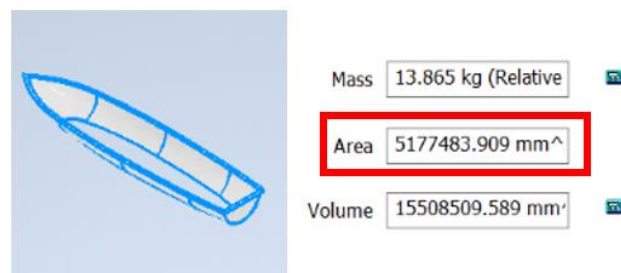 Mass 13.865 kg (Relative
Area 5177483.909 mm^
Volume 15508509.589 mm^